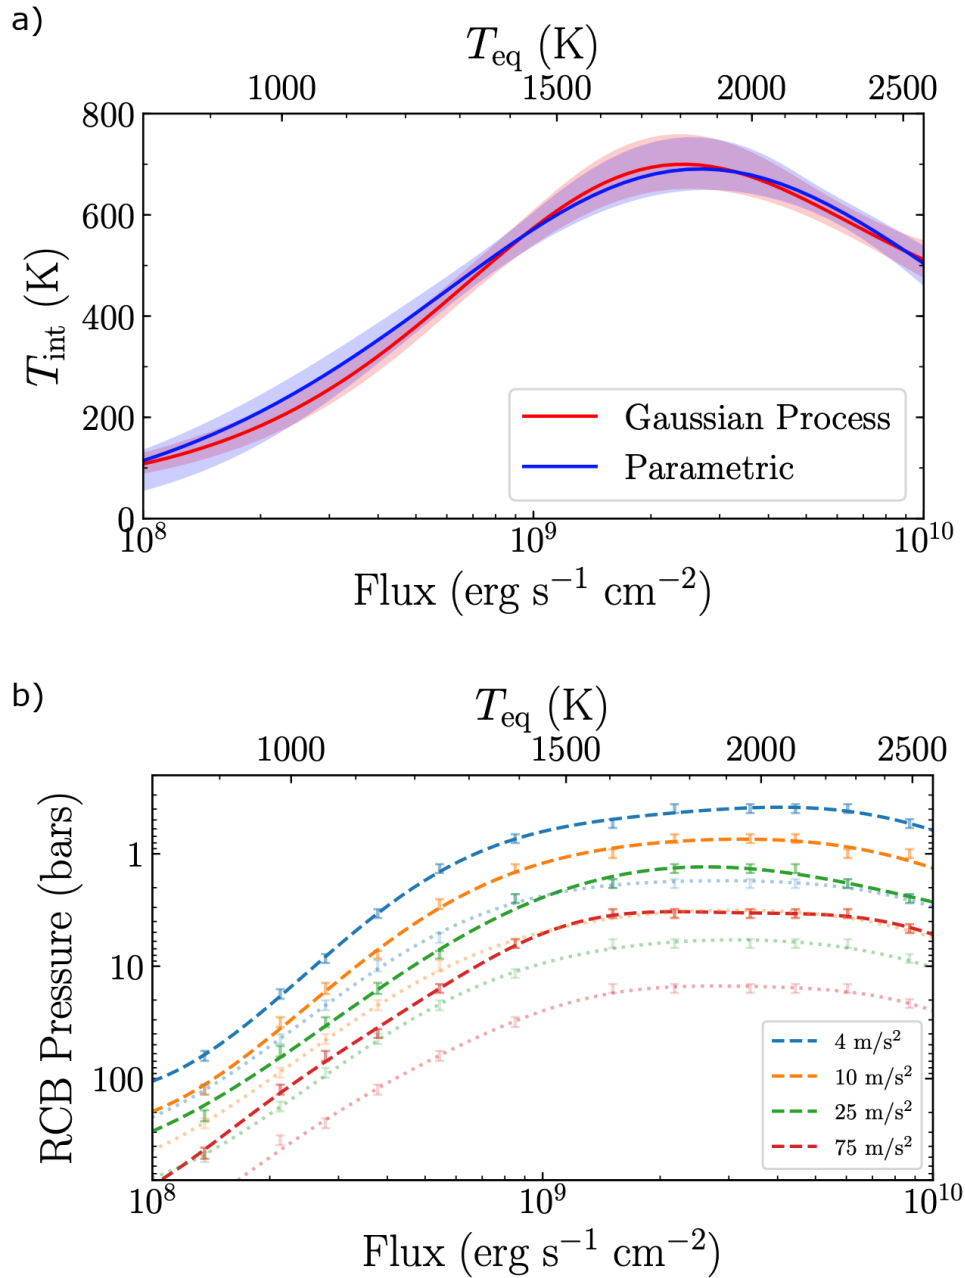 a)
T_eq (K)
1000 1500 2000 2500
800
600
400
200
0
T_int (K)
Gaussian Process
Parametric
10^8 10^9 10^10
Flux (erg s^−1 cm^−2)
b)
T_eq (K)
1000 1500 2000 2500
1
10
100
RCB Pressure (bars)
4 m/s^2
10 m/s^2
25 m/s^2
75 m/s^2
10^8 10^9 10^10
Flux (erg s^−1 cm^−2)